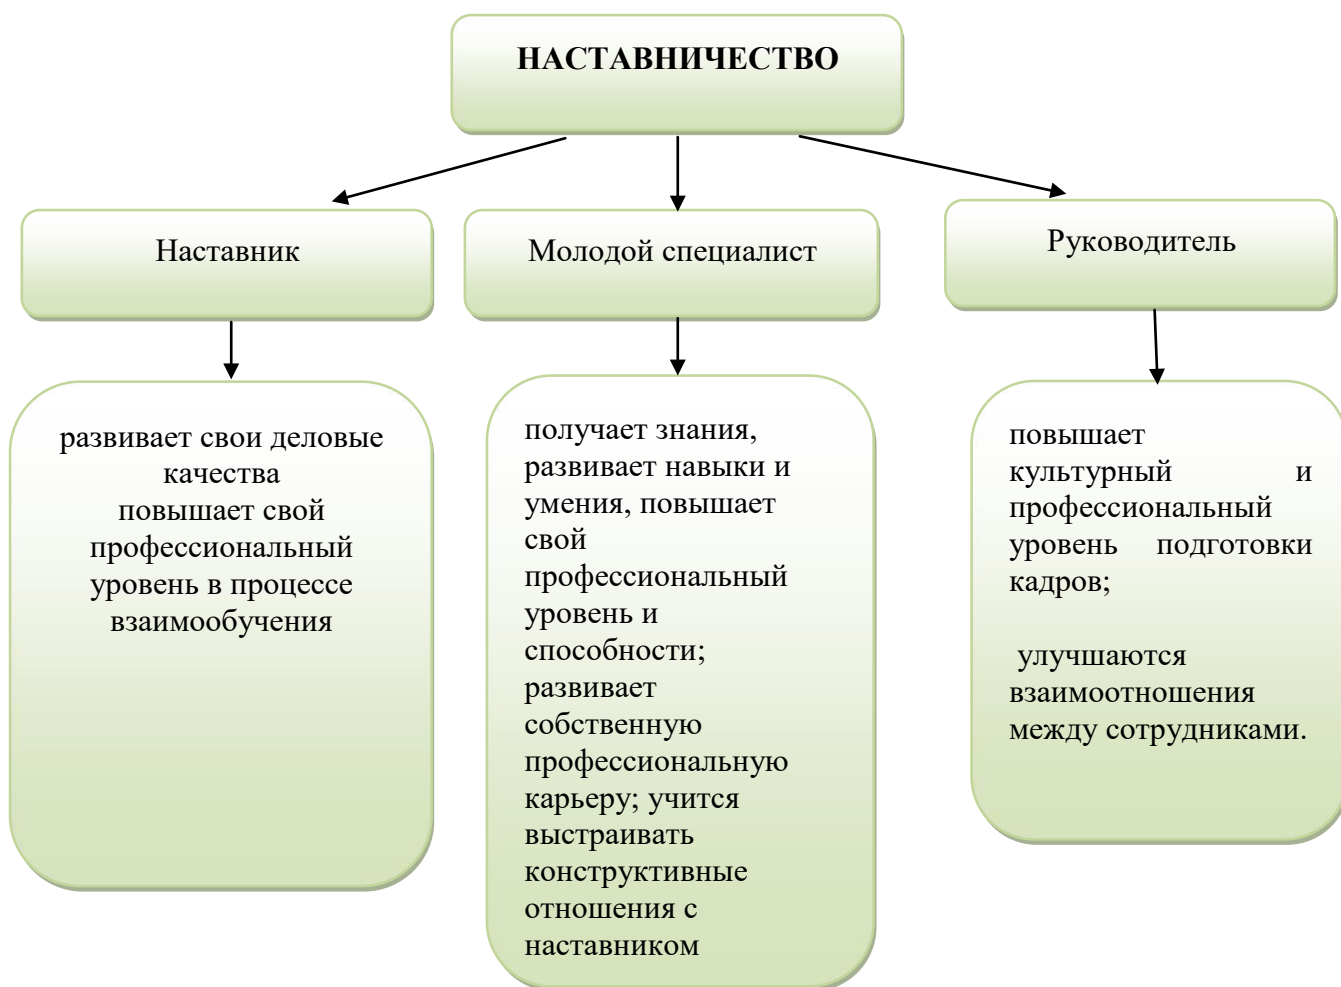 НАСТАВНИЧЕСТВО
Наставник
Молодой специалист
Руководитель
развивает свои деловые
качества
повышает свой
профессиональный
уровень в процессе
взаимообучения
получает знания,
развивает навыки и
умения, повышает
свой
профессиональный
уровень и
способности;
развивает
собственную
профессиональную
карьеру; учится
выстраивать
конструктивные
отношения с
наставником
повышает
культурный и
профессиональный
уровень подготовки
кадров;
улучшаются
взаимоотношения
между сотрудниками.